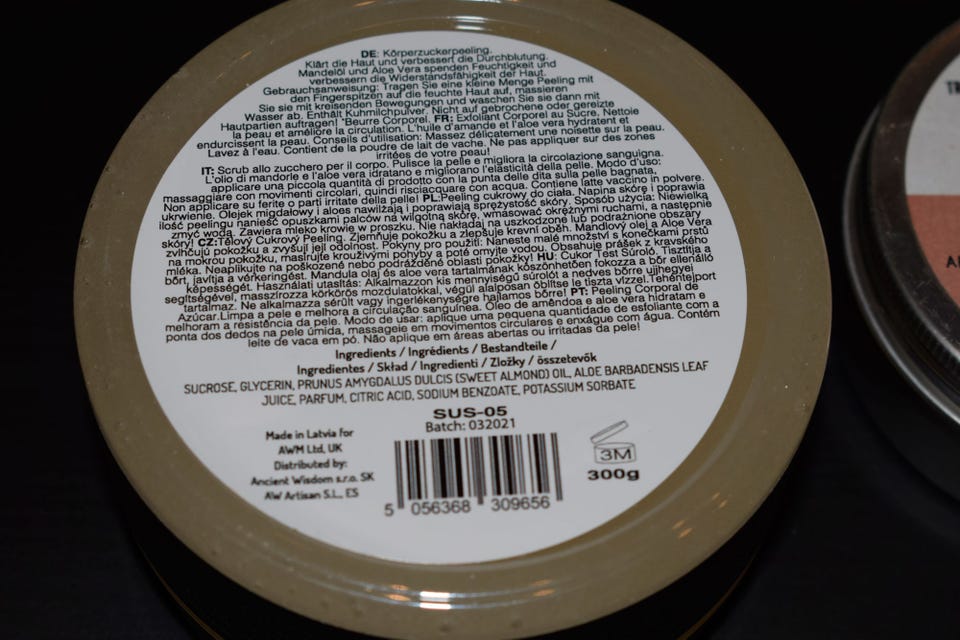 DE: Körperzuckerpeeling.
Klärt die Haut und verbessert die Durchblutung.
Mandelöl und Aloe Vera spenden Feuchtigkeit und
verbessern die Widerstandsfähigkeit der Haut.
Gebrauchsanweisung: Tragen Sie eine kleine Menge Peeling mit
den Fingerspitzen auf die feuchte Haut auf, massieren
Sie sie mit kreisenden Bewegungen und waschen Sie sie dann mit
Wasser ab. Enthält Kuhmilchpulver. Nicht auf gebrochene oder gereizte
Hautpartien auftragen! *Beurre Corporel. FR: Exfoliant Corporel au Sucre. Nettoie
la peau et améliore la circulation. L'huile d'amande et l'aloe vera hydratent et
endurcissent la peau. Conseils d'utilisation: Massez délicatement une noisette sur la peau.
Lavez à l'eau. Contient de la poudre de lait de vache. Ne pas appliquer sur des zones
irritées de votre peau!
IT: Scrub allo zucchero per il corpo. Pulisce la pelle e migliora la circolazione sanguigna.
L'olio di mandorle e l'aloe vera idratano e migliorano l'elasticità della pelle. Modo d'uso:
applicare una piccola quantità di prodotto con la punta delle dita sulla pelle bagnata,
massaggiare con movimenti circolari, quindi risciacquare con acqua. Contiene latte vaccino in polvere.
Non applicare su ferite o parti irritate della pelle! PL:Peeling cukrowy do ciała. Napina skórę i poprawia
ukrwienie. Olejek migdałowy i aloes nawilżają i poprawiają sprężystość skóry. Sposób użycia: Niewielką
ilość peelingu nanieść opuszkami palców na wilgotną skórę, wmasować okrężnymi ruchami, a następnie
zmyć wodą. Zawiera mleko krowie w proszku. Nie nakładaj na uszkodzone lub podrażnione obszary
skóry! CZ:Tělový Cukrový Peeling. Zjemňuje pokožku a zlepšuje krevní oběh. Mandlový olej a Aloe Vera
zvlhčují pokožku a zvyšují její odolnost. Pokyny pro použití: Naneste malé množství s konečkami prstů
na mokrou pokožku, masírujte krouživými pohyby a poté omyjte vodou. Obsahuje prášek z kravského
mléka. Neaplikujte na poškozené nebo podrážděné oblasti pokožky! HU: Cukor Test Súroló. Tisztítja a
bőrt, javítja a vérkeringést. Mandula olaj és aloe vera tartalmának köszönhetően fokozza a bőr ellenálló
képességét. Használati utasítás: Alkalmazzon kis mennyiségű súrolót a nedves bőrre ujjhegyei
segítségével, masszírozza körkörös mozdulatokkal, végül alaposan öblítse le tiszta vízzel.Tehéntejport
tartalmaz. Ne alkalmazza sérült vagy ingerlékenységre hajlamos bőrre! PT: Peeling Corporal de
Azúcar.Limpa a pele e melhora a circulação sanguínea. Óleo de amêndoa e aloe vera hidratam e
melhoram a resistência da pele. Modo de usar: aplique uma pequena quantidade de esfoliante com a
ponta dos dedos na pele úmida, massageie em movimentos circulares e enxágue com água. Contém
leite de vaca em pó. Não aplique em áreas abertas ou irritadas da pele!
Ingredients / Ingrédients / Bestandteile /
Ingredientes / Skład / Ingredienti / Zložky / összetevők
SUCROSE, GLYCERIN, PRUNUS AMYGDALUS DULCIS (SWEET ALMOND) OIL, ALOE BARBADENSIS LEAF
JUICE, PARFUM, CITRIC ACID, SODIUM BENZOATE, POTASSIUM SORBATE
SUS-05
Batch: 032021
Made in Latvia for
AWM Ltd, UK
Distributed by:
Ancient Wisdom s.r.o. SK
AW Artisan S.L., ES
5 056368 309656
3M
300g